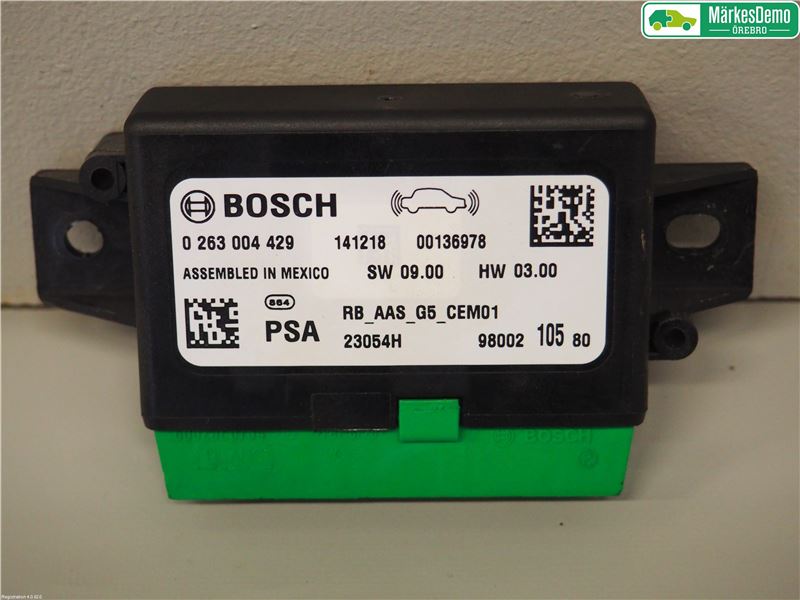 MärkesDemo
ÖREBRO
BOSCH
0 263 004 429 141218 00136978
ASSEMBLED IN MEXICO SW 09.00 HW 03.00
864 RB_AAS_G5_CEM01
PSA 23054H 98002 105 80
BOSCH